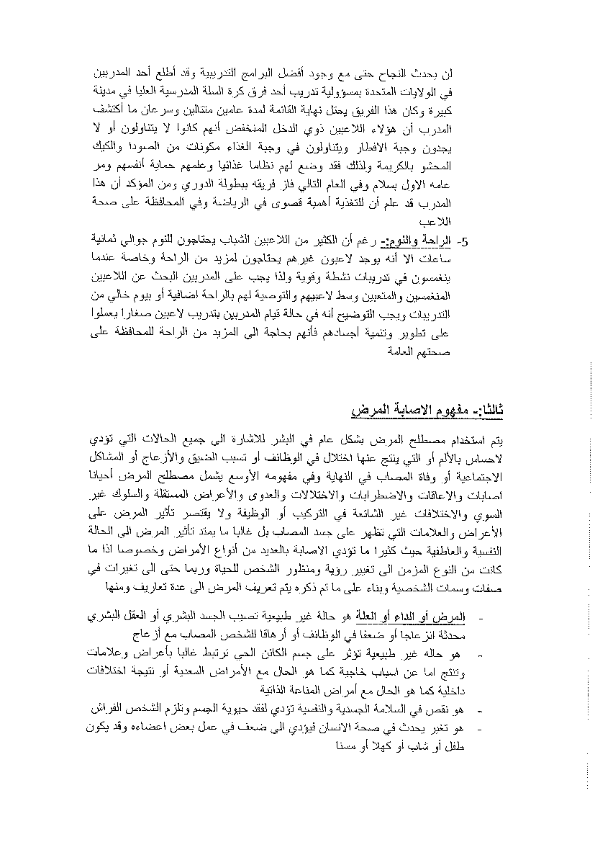 لن يحدث النجاح حتى مع وجود أفضل البرامج التدريبية وقد أطلع أحد المدربين
في الولايات المتحدة بمسؤولية تدريب أحد فرق كرة السلة المدرسية العليا في مدينة
كبيرة وكان هذا الفريق يحتل نهاية القائمة لمدة عامين متتالين وسرعان ما أكتشف
المدرب أن هؤلاء اللاعبين ذوي الدخل المنخفض أنهم كانوا لا يتناولون أو لا
يجدون وجبة الافطار ويتناولون في وجبة الغذاء مكونات من الصودا والكيك
المحشو بالكريمة ولذلك فقد وضع لهم نظاما غذائيا وعلمهم حماية أنفسهم ومر
عامه الاول بسلام وفى العام التالي فاز فريقه ببطولة الدوري ومن المؤكد أن هذا
المدرب قد علم أن للتغذية أهمية قصوى في الرياضة وفي المحافظة على صحة
اللاعب
5- الراحة والنوم:- رغم أن الكثير من اللاعبين الشباب يحتاجون للنوم حوالي ثمانية
ساعات الا أنه يوجد لاعبون غيرهم يحتاجون لمزيد من الراحة وخاصة عندما
ينغمسون في تدريبات نشطة وقوية ولذا يجب على المدربين البحث عن اللاعبين
المنغمسين والمتعبين وسط لاعبيهم والتوصية لهم بالراحة اضافية أو بيوم خالي من
التدريبات ويجب التوضيح أنه في حالة قيام المدربين بتدريب لاعبين صغارا يعملوا
على تطوير وتنمية أجسادهم فأنهم بحاجة الى المزيد من الراحة للمحافظة على
صحتهم العامة
ثالثا:- مفهوم الاصابة المرض
يتم استخدام مصطلح المرض بشكل عام في البشر للاشارة الى جميع الحالات التي تؤدي
لاحساس بالألم أو التي ينتج عنها اختلال في الوظائف أو تسبب الضيق والأزعاج أو المشاكل
الاجتماعية أو وفاة المصاب في النهاية وفي مفهومه الأوسع يشمل مصطلح المرض أحيانا
اصابات والاعاقات والاضطرابات والاختلالات والعدوى والأعراض المستقلة والسلوك غير
السوي والاختلافات غير الشائعة في التركيب أو الوظيفة ولا يقتصر تأثير المرض على
الأعراض والعلامات التي تظهر على جسد المصاب بل غالبا ما يمتد تأثير المرض الى الحالة
النفسية والعاطفية حيث كثيرا ما تؤدي الاصابة بالعديد من أنواع الأمراض وخصوصا اذا ما
كانت من النوع المزمن الى تغيير رؤية ومنظور الشخص للحياة وربما حتى الى تغيرات في
صفات وسمات الشخصية وبناء على ما تم ذكره يتم تعريف المرض الى عدة تعاريف ومنها
- المرض أو الداء أو العلة هو حالة غير طبيعية تصيب الجسد البشري أو العقل البشري
محدثة انزعاجا أو ضعفا في الوظائف أو أرهاقا للشخص المصاب مع أزعاج
- هو حاله غير طبيعية تؤثر على جسم الكائن الحى ترتبط غالبا بأعراض وعلامات
وتنتج اما عن اسباب خاجية كما هو الحال مع الأمراض المعدية أو نتيجة اختلافات
داخلية كما هو الحال مع أمراض المناعة الذاتية
- هو نقص في السلامة الجسدية والنفسية تؤدي لفقد حيوية الجسم ويلزم الشخص الفراش
- هو تغير يحدث في صحة الانسان فيؤدي الى ضعف في عمل بعض اعضاءه وقد يكون
طفل أو شاب أو كهلا أو مسنا